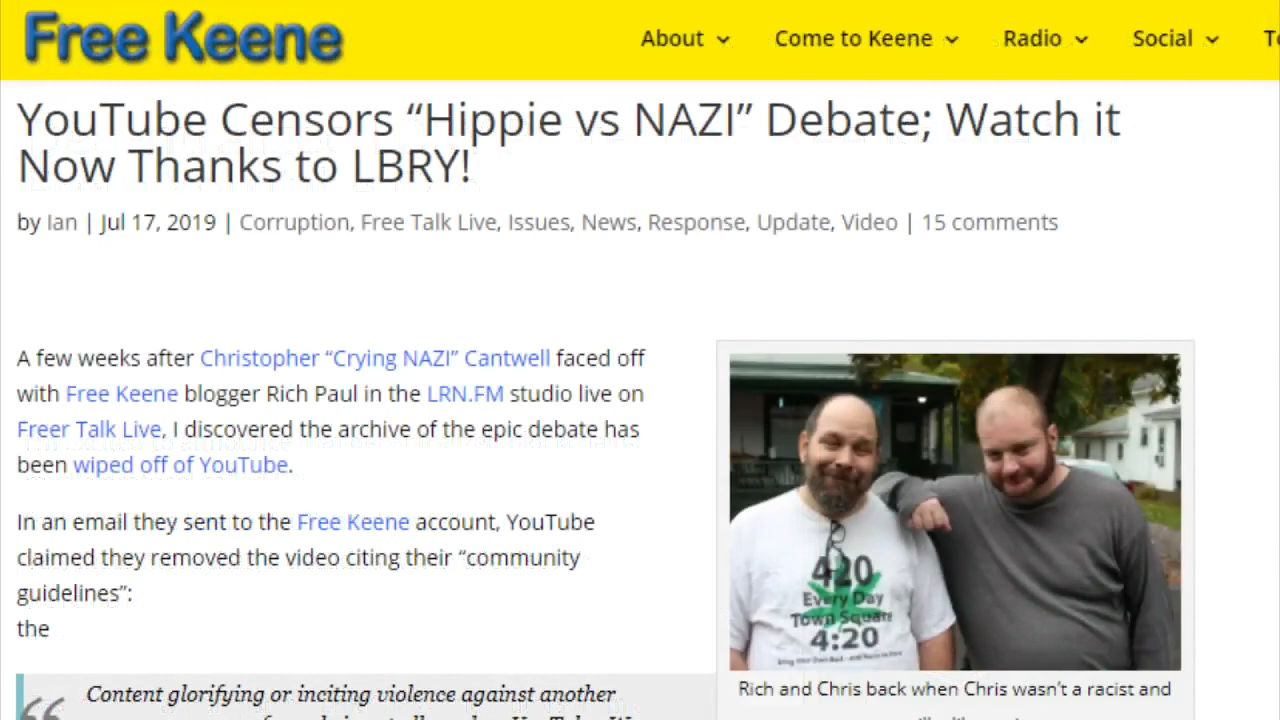 Free Keene
About Come to Keene Radio Social
YouTube Censors “Hippie vs NAZI” Debate; Watch it
Now Thanks to LBRY!
by Ian | Jul 17, 2019 | Corruption, Free Talk Live, Issues, News, Response, Update, Video | 15 comments
A few weeks after Christopher “Crying NAZI” Cantwell faced off
with Free Keene blogger Rich Paul in the LRN.FM studio live on
Freer Talk Live, I discovered the archive of the epic debate has
been wiped off of YouTube.
In an email they sent to the Free Keene account, YouTube
claimed they removed the video citing their “community
guidelines”:
the
Content glorifying or inciting violence against another
420
Every Day
Town Square
4:20
Rich and Chris back when Chris wasn’t a racist and